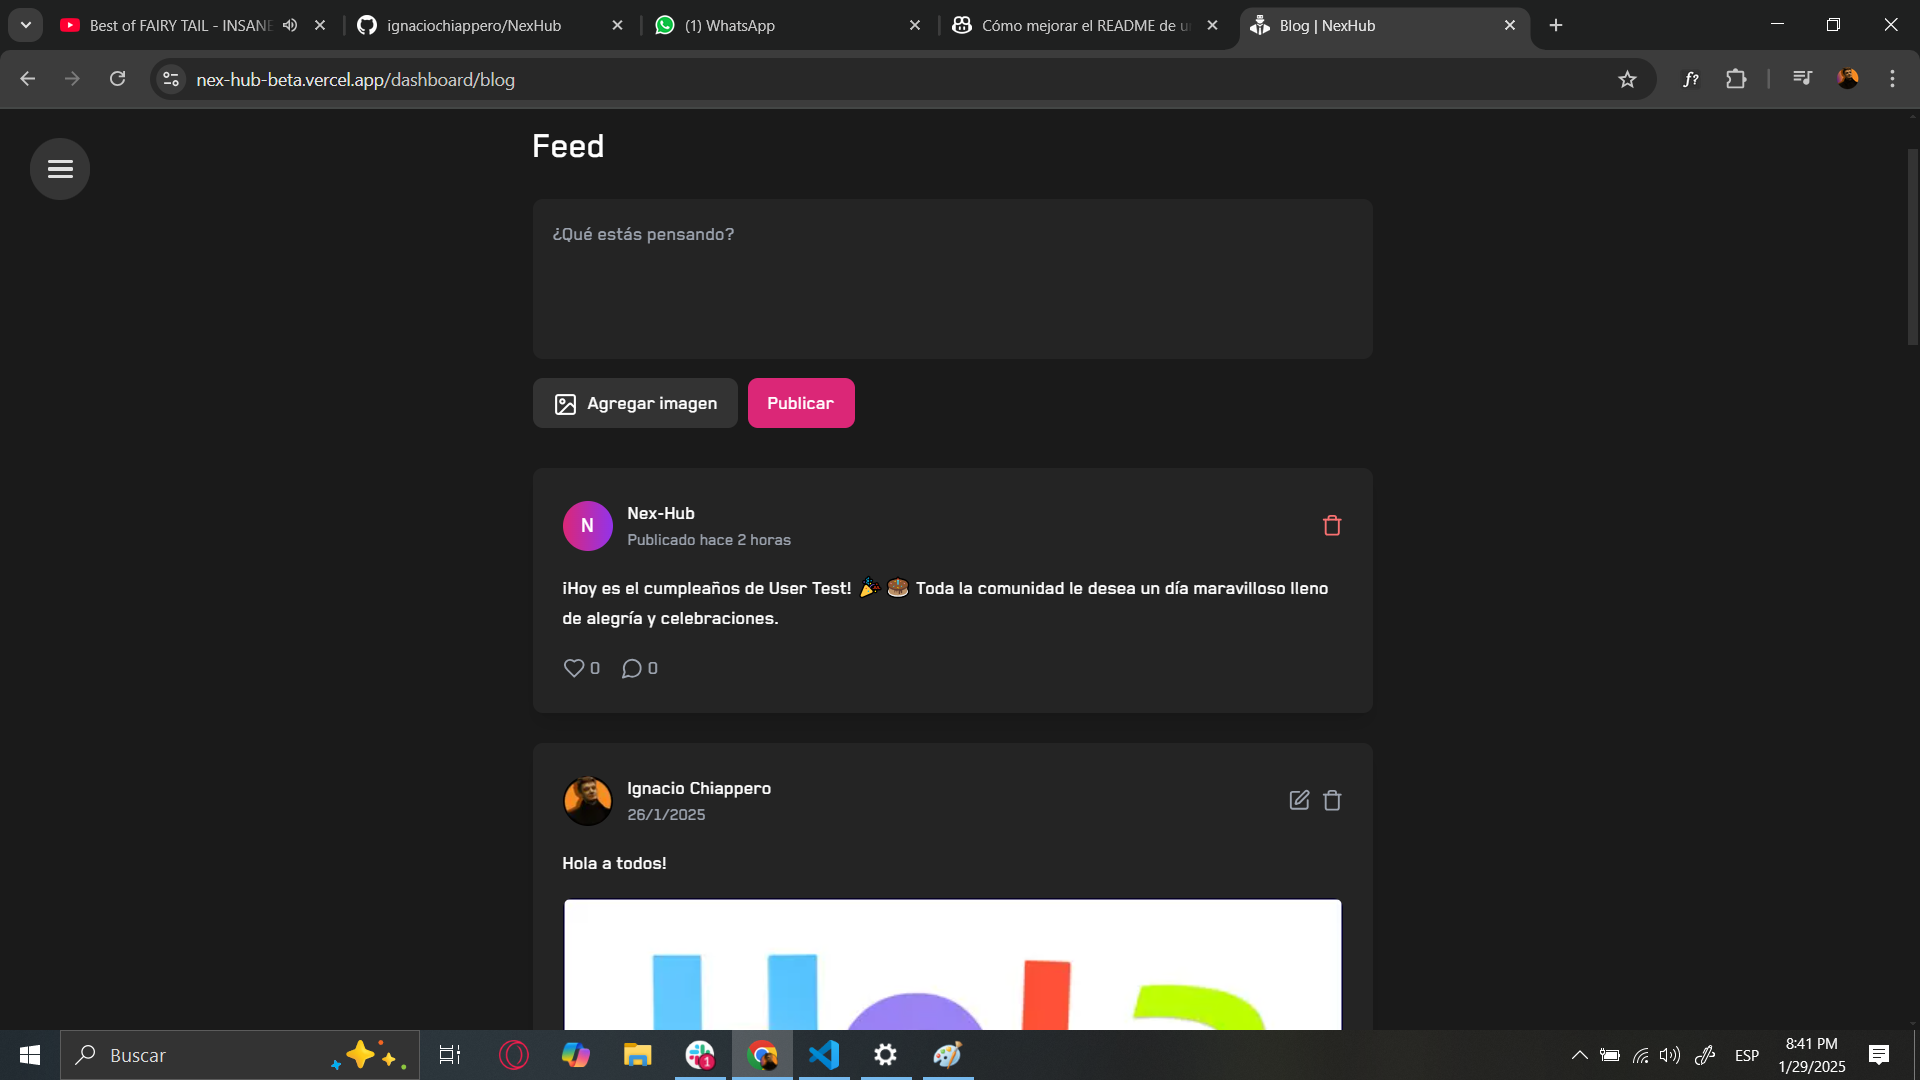 Best of FAIRY TAIL - INSANE
ignaciochiappero/NexHub
(1) WhatsApp
Cómo mejorar el README de u
Blog | NexHub
nex-hub-beta.vercel.app/dashboard/blog
f?
Feed
¿Qué estás pensando?
Agregar imagen
Publicar
N
Nex-Hub
Publicado hace 2 horas
¡Hoy es el cumpleaños de User Test! 🎉 🎂 Toda la comunidad le desea un día maravilloso lleno
de alegría y celebraciones.
0
0
Ignacio Chiappero
26/1/2025
Hola a todos!
Hola
Buscar
1
ESP
8:41 PM
1/29/2025